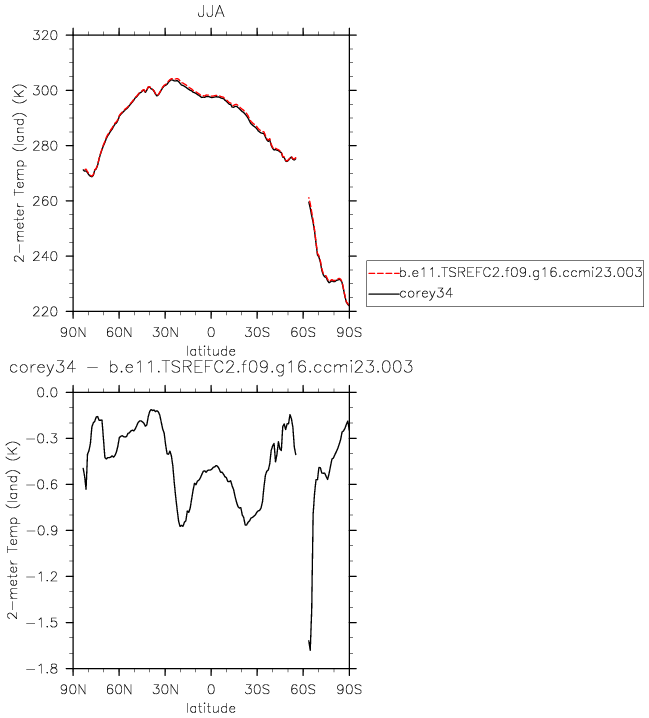 JJA
320
300
280
260
240
220
2-meter Temp (land) (K)
90N 60N 30N 0 30S 60S 90S
latitude
b.e11.TSREFC2.f09.g16.ccmi23.003
corey34
corey34 - b.e11.TSREFC2.f09.g16.ccmi23.003
0.0
-0.3
-0.6
-0.9
-1.2
-1.5
-1.8
2-meter Temp (land) (K)
90N 60N 30N 0 30S 60S 90S
latitude